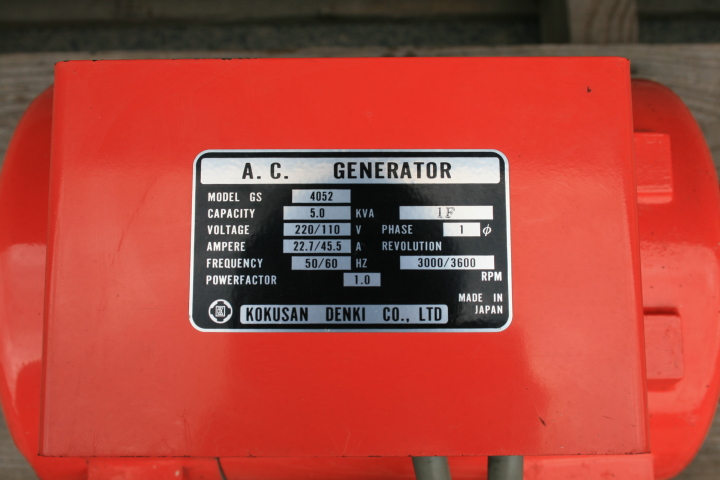 A. C. GENERATOR
MODEL GS 4052
CAPACITY 5.0 KVA 1F
VOLTAGE 220/110 V PHASE 1 ϕ
AMPERE 22.7/45.5 A REVOLUTION
FREQUENCY 50/60 HZ 3000/3600
RPM
POWERFACTOR 1.0
MADE IN
JAPAN
KOKUSAN DENKI CO., LTD